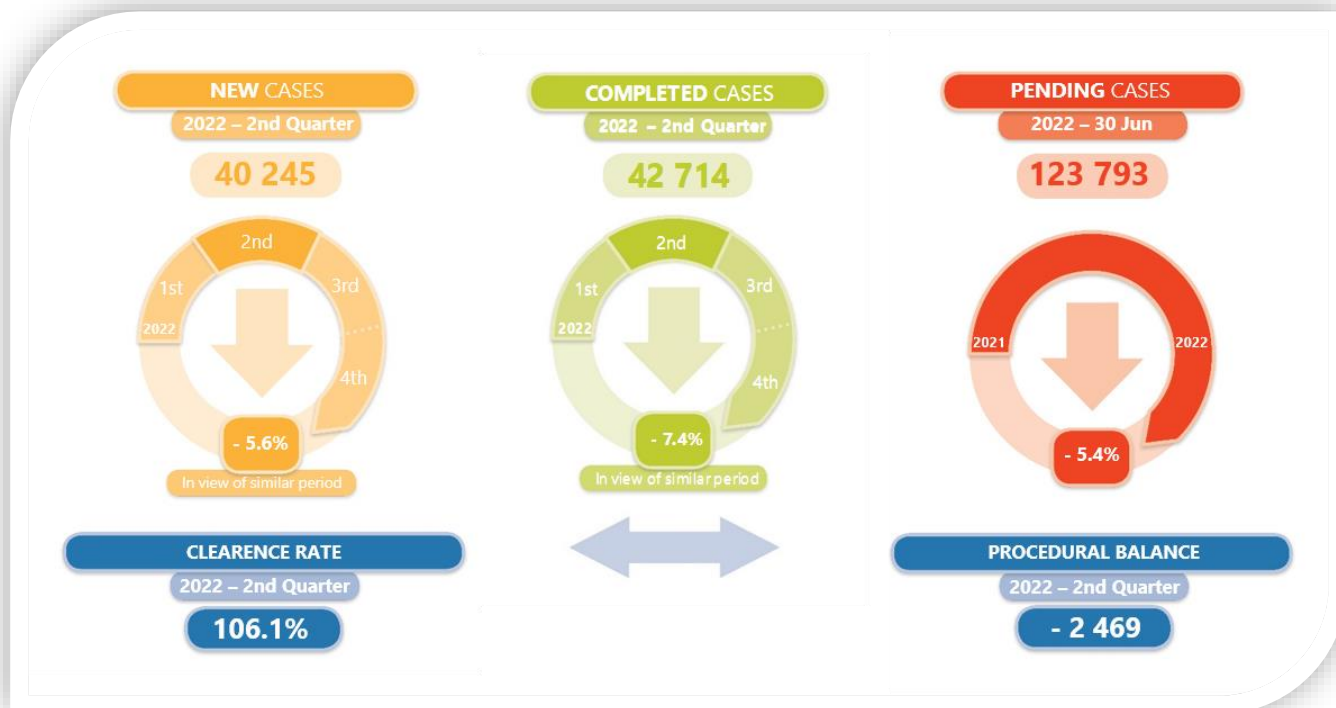 NEW CASES
2022 – 2nd Quarter
40 245
2nd
1st
3rd
2022
4th
- 5.6%
In view of similar period
COMPLETED CASES
2022 – 2nd Quarter
42 714
2nd
1st
3rd
2022
4th
- 7.4%
In view of similar period
PENDING CASES
2022 – 30 Jun
123 793
2021
2022
- 5.4%
CLEARENCE RATE
2022 – 2nd Quarter
106.1%
PROCEDURAL BALANCE
2022 – 2nd Quarter
- 2 469